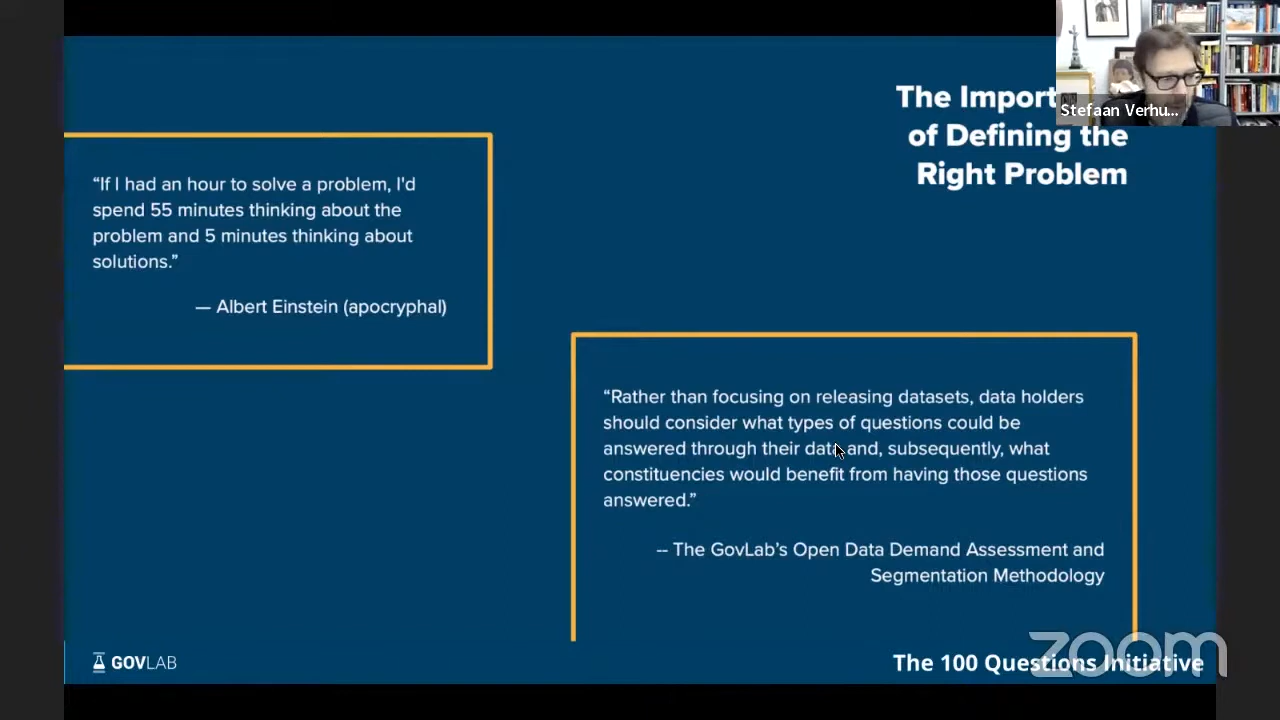 The Import
of Defining the
Right Problem
Stefaan Verhu...
“If I had an hour to solve a problem, I'd
spend 55 minutes thinking about the
problem and 5 minutes thinking about
solutions.”
— Albert Einstein (apocryphal)
“Rather than focusing on releasing datasets, data holders
should consider what types of questions could be
answered through their data and, subsequently, what
constituencies would benefit from having those questions
answered.”
-- The GovLab’s Open Data Demand Assessment and
Segmentation Methodology
GOVLAB
The 100 Questions Initiative
zoom